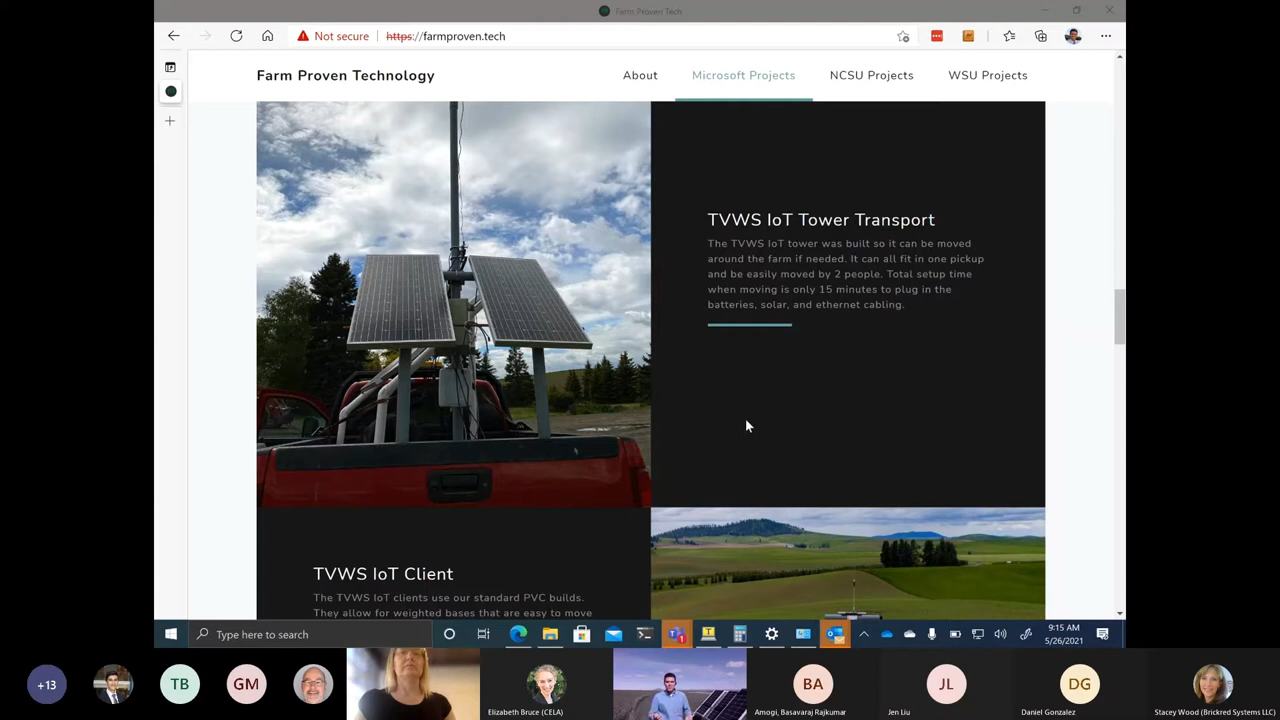 Farm Proven Tech
Not secure
https://farmproven.tech
Farm Proven Technology
About
Microsoft Projects
NCSU Projects
WSU Projects
TVWS IoT Tower Transport
The TVWS IoT tower was built so it can be moved
around the farm if needed. It can all fit in one pickup
and be easily moved by 2 people. Total setup time
when moving is only 15 minutes to plug in the
batteries, solar, and ethernet cabling.
TVWS IoT Client
The TVWS IoT clients use our standard PVC builds.
They allow for weighted bases that are easy to move
Type here to search
9:15 AM
5/26/2021
+13
TB
GM
Elizabeth Bruce (CELA)
BA
Amogi, Basavaraj Rajkumar
JL
Jen Liu
DG
Daniel Gonzalez
Stacey Wood (Brickred Systems LLC)